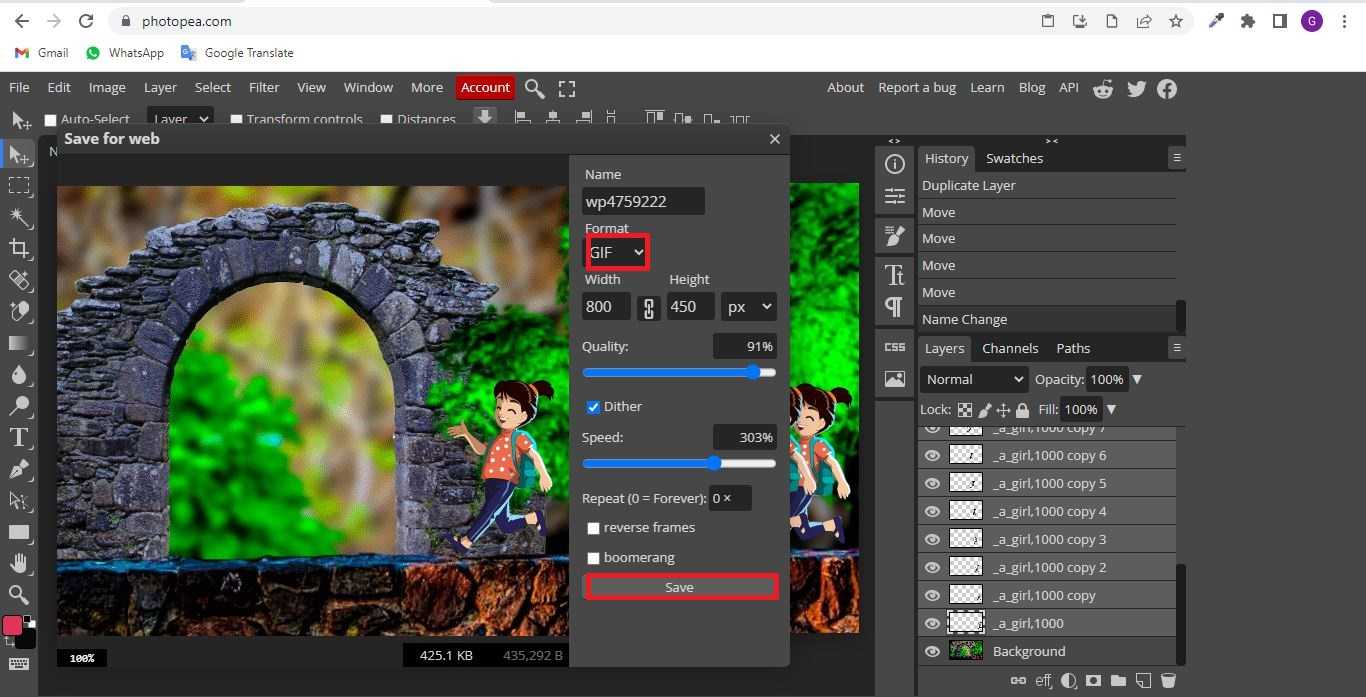 photopea.com
G
Gmail WhatsApp Google Translate
File Edit Image Layer Select Filter View Window More Account About Report a bug Learn Blog API
Auto-Select Layer Transform controls Distances
Save for web
N
Name
wp4759222
Format
GIF
Width Height
800 450 px
Quality: 91%
Dither
Speed: 303%
Repeat (0 = Forever): 0 ×
reverse frames
boomerang
Save
100%
425.1 KB 435,292 B
< > > <
CSS
History Swatches
Duplicate Layer
Move
Move
Move
Move
Name Change
Layers Channels Paths
Normal Opacity: 100%
Lock: Fill: 100%
_a_girl,1000 copy 7
_a_girl,1000 copy 6
_a_girl,1000 copy 5
_a_girl,1000 copy 4
_a_girl,1000 copy 3
_a_girl,1000 copy 2
_a_girl,1000 copy
_a_girl,1000
Background
eff